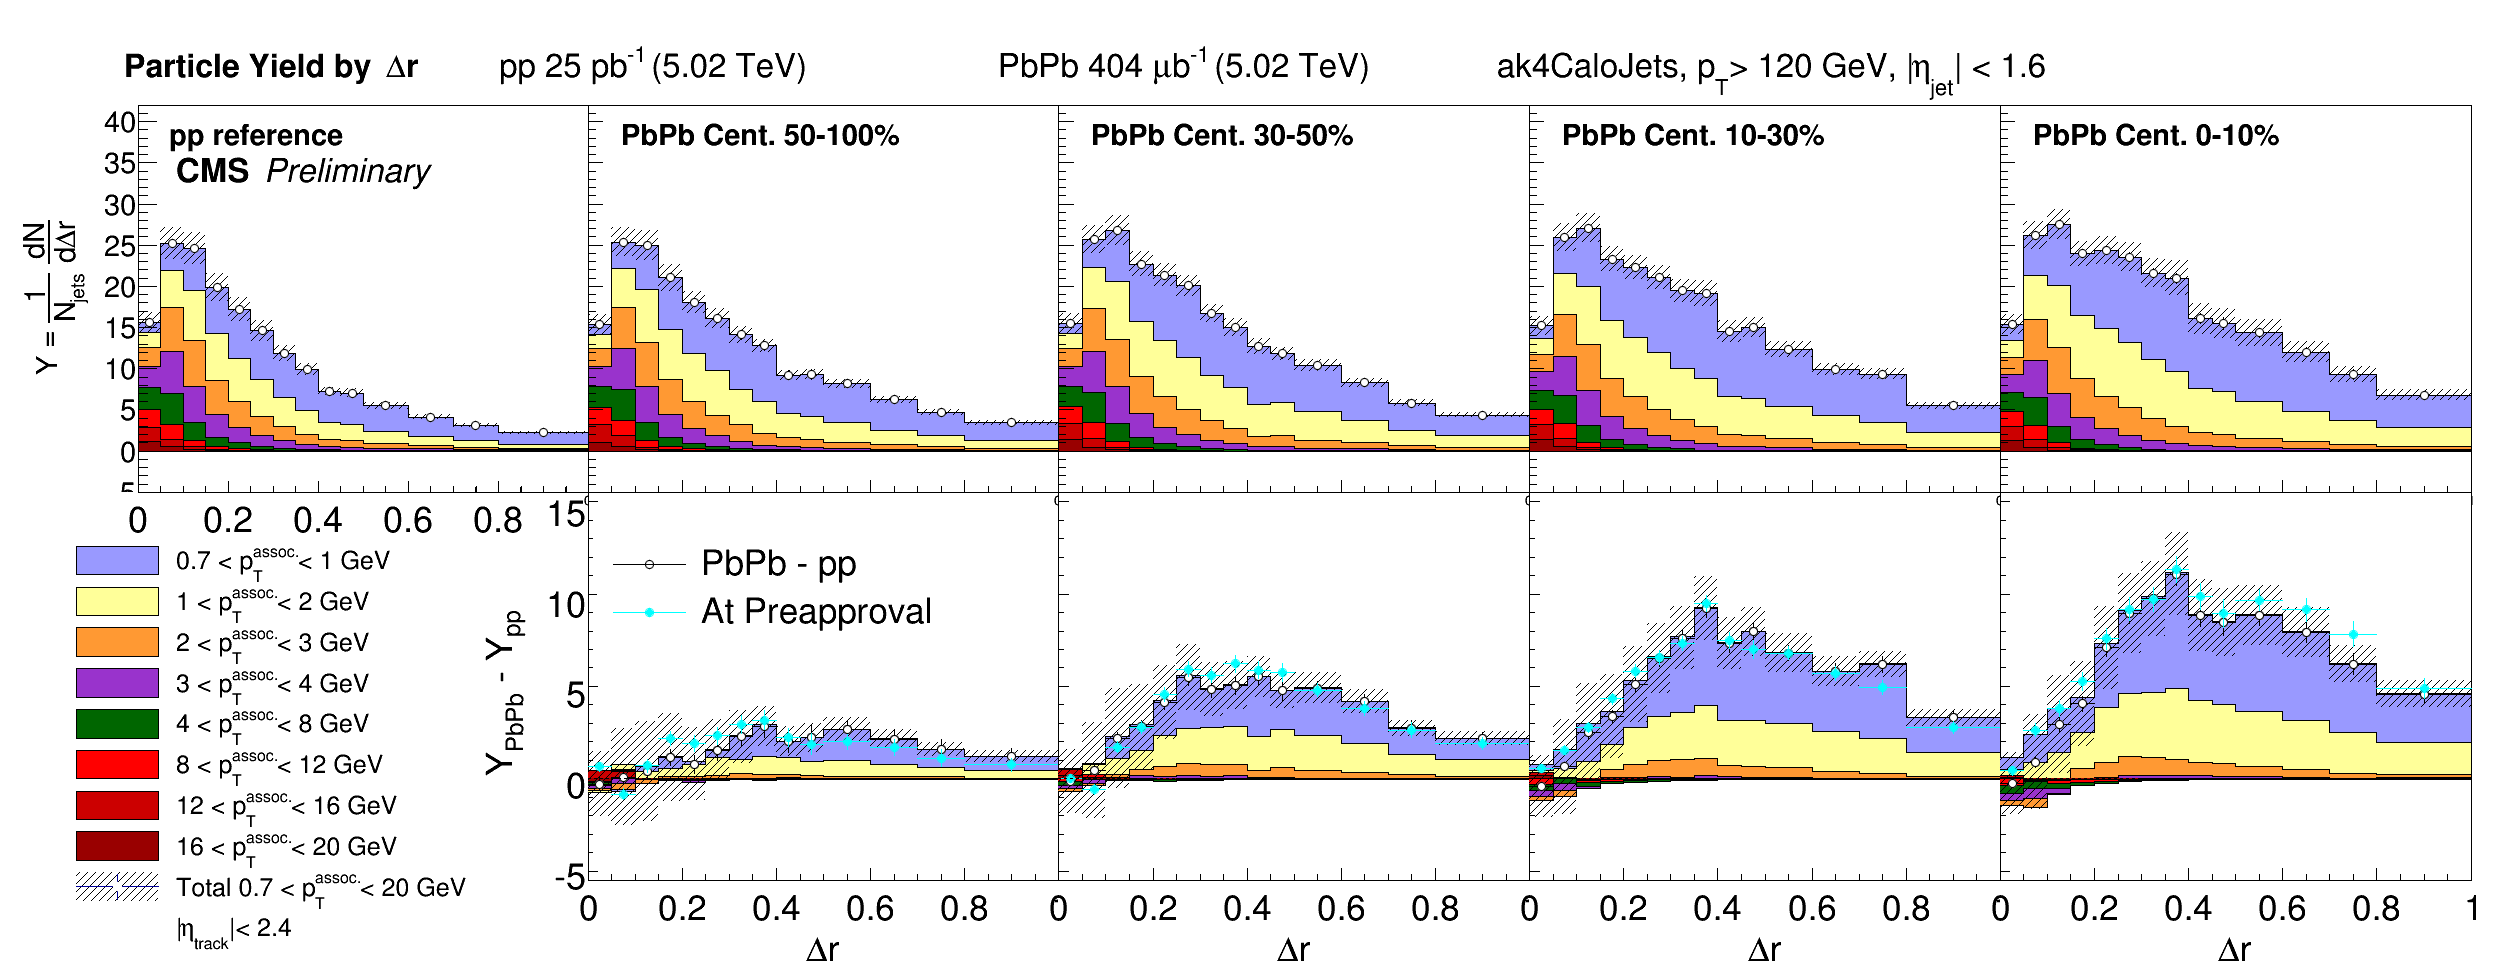 Particle Yield by Δr pp 25 pb-1 (5.02 TeV) PbPb 404 μb-1 (5.02 TeV) ak4CaloJets, pT> 120 GeV, |ηjet| < 1.6
pp reference
CMS Preliminary
PbPb Cent. 50-100%
PbPb Cent. 30-50%
PbPb Cent. 10-30%
PbPb Cent. 0-10%
Y = 1/Njets dN/dΔr
40
35
30
25
20
15
10
5
0
5
0 0.2 0.4 0.6 0.8
0.7 < pTassoc.< 1 GeV
1 < pTassoc.< 2 GeV
2 < pTassoc.< 3 GeV
3 < pTassoc.< 4 GeV
4 < pTassoc.< 8 GeV
8 < pTassoc.< 12 GeV
12 < pTassoc.< 16 GeV
16 < pTassoc.< 20 GeV
Total 0.7 < pTassoc.< 20 GeV
|ηtrack|< 2.4
YPbPb - Ypp
15
10
5
0
-5
PbPb - pp
At Preapproval
0 0.2 0.4 0.6 0.8 0 0.2 0.4 0.6 0.8 0 0.2 0.4 0.6 0.8 0 0.2 0.4 0.6 0.8 1
Δr Δr Δr Δr